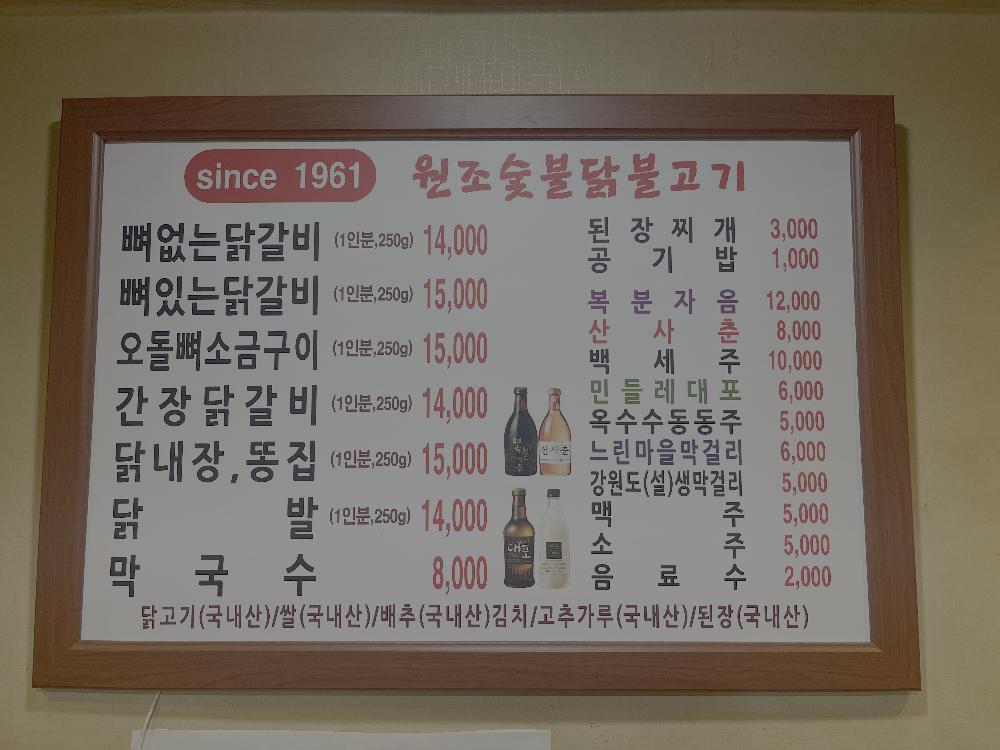 since 1961 원조숯불닭불고기
뼈없는닭갈비 (1인분,250g) 14,000
뼈있는닭갈비 (1인분,250g) 15,000
오돌뼈소금구이 (1인분,250g) 15,000
간장닭갈비 (1인분,250g) 14,000
닭내장,똥집 (1인분,250g) 15,000
닭발 (1인분,250g) 14,000
막국수 8,000
된장찌개 3,000
공기밥 1,000
복분자음 12,000
산사춘 8,000
백세주 10,000
민들레대포 6,000
옥수수동동주 5,000
느린마을막걸리 6,000
강원도(설)생막걸리 5,000
맥주 5,000
소주 5,000
음료수 2,000
산사춘
대포
닭고기(국내산)/쌀(국내산)/배추(국내산)김치/고추가루(국내산)/된장(국내산)